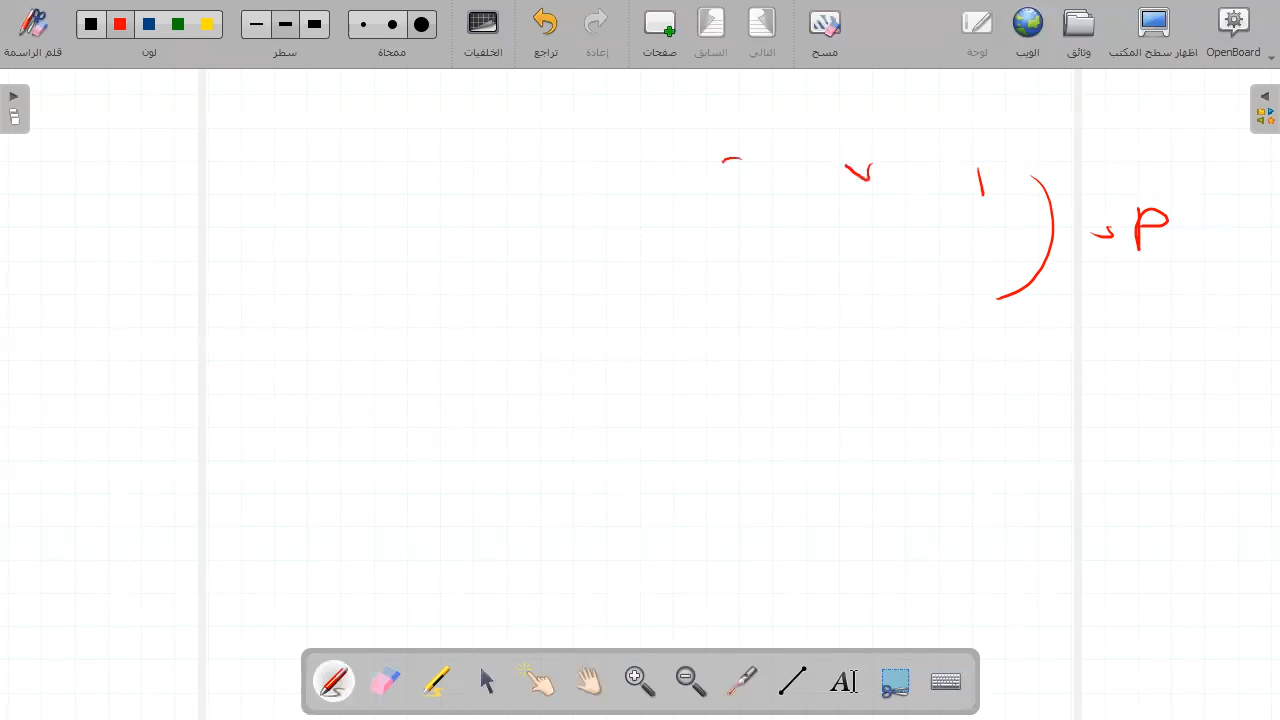 OpenBoard
اظهار سطح المكتب
وثائق
الويب
لوحة
مسح
التالي
السابق
صفحات
إعادة
تراجع
الخلفيات
ممحاة
سطر
لون
قلم الراسمة